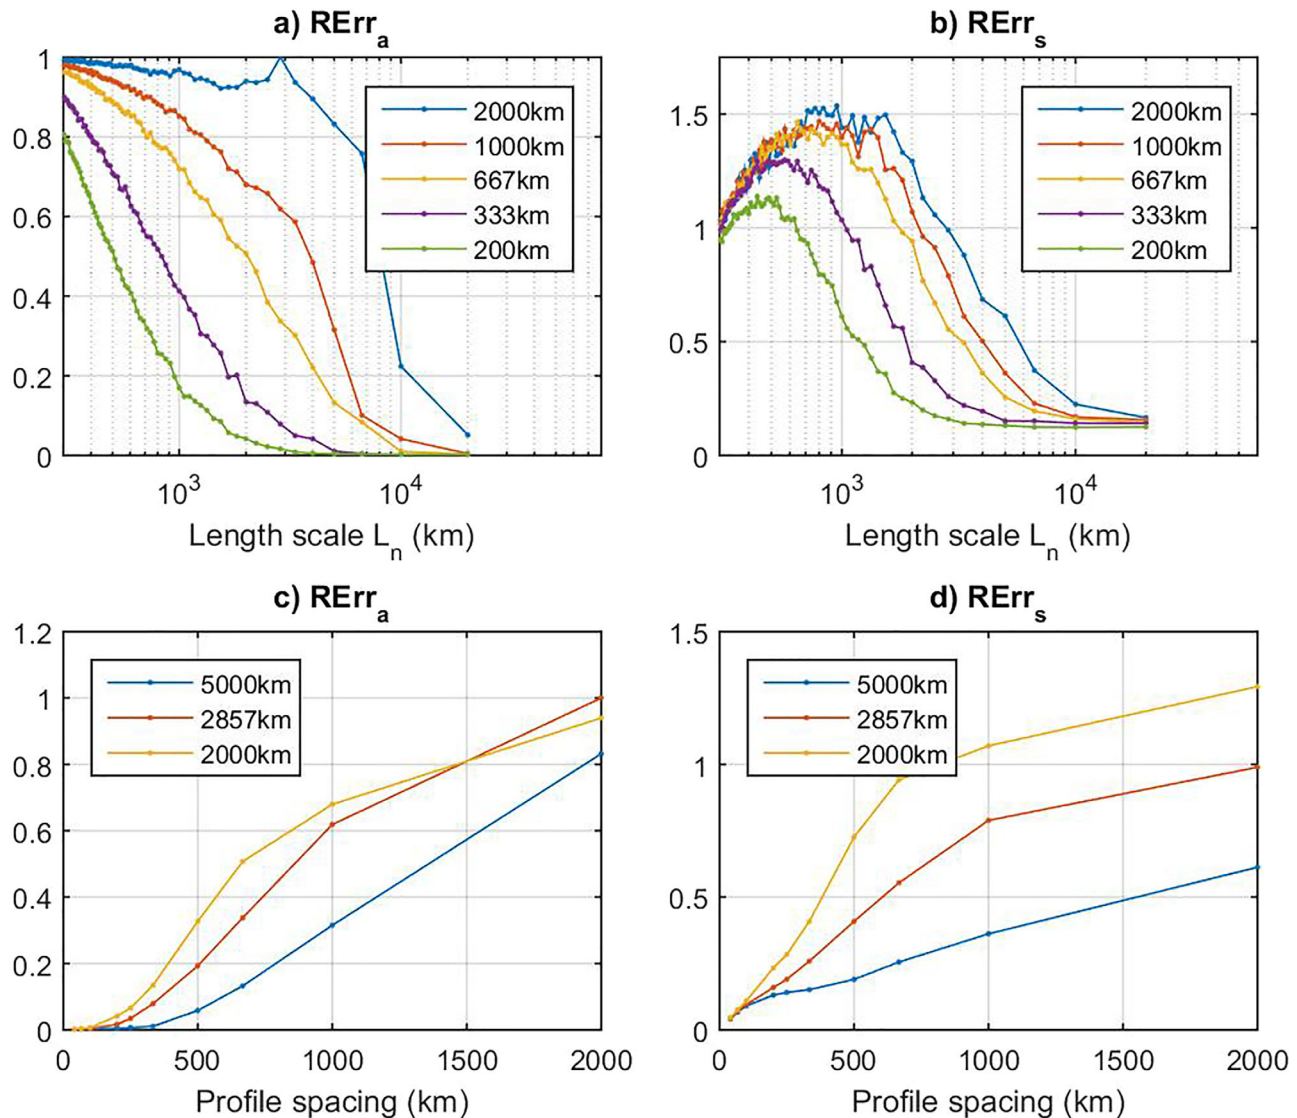 a) RErr_a
1
0.8
0.6
0.4
0.2
0
2000km
1000km
667km
333km
200km
10^3
10^4
Length scale L_n (km)
b) RErr_s
1.5
1
0.5
0
2000km
1000km
667km
333km
200km
10^3
10^4
Length scale L_n (km)
c) RErr_a
1.2
1
0.8
0.6
0.4
0.2
0
5000km
2857km
2000km
0 500 1000 1500 2000
Profile spacing (km)
d) RErr_s
1.5
1
0.5
0
5000km
2857km
2000km
0 500 1000 1500 2000
Profile spacing (km)